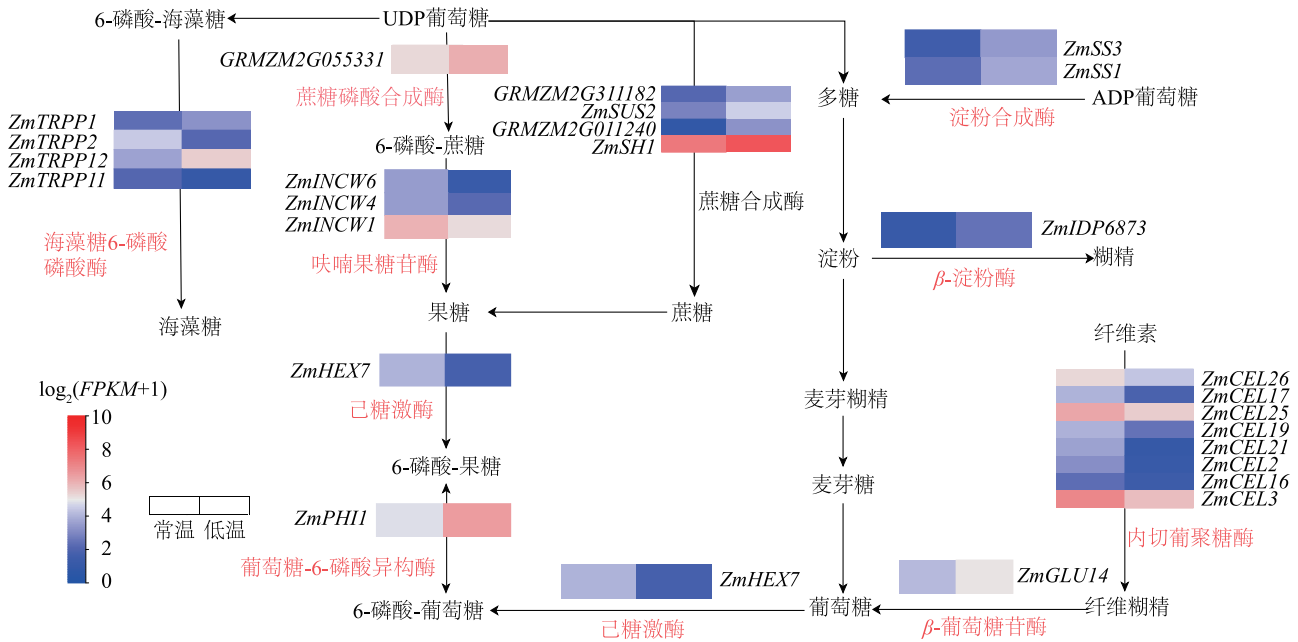 6-磷酸-海藻糖
UDP葡萄糖
GRMZM2G055331
蔗糖磷酸合成酶
GRMZM2G311182
ZmSUS2
GRMZM2G011240
ZmSH1
多糖
ZmSS3
ZmSS1
ADP葡萄糖
淀粉合成酶
ZmTRPP1
ZmTRPP2
ZmTRPP12
ZmTRPP11
6-磷酸-蔗糖
ZmINCW6
ZmINCW4
ZmINCW1
蔗糖合成酶
海藻糖6-磷酸
磷酸酶
呋喃果糖苷酶
淀粉
ZmIDP6873
β-淀粉酶
糊精
海藻糖
果糖
蔗糖
纤维素
ZmHEX7
己糖激酶
麦芽糊精
ZmCEL26
ZmCEL17
ZmCEL25
ZmCEL19
ZmCEL21
ZmCEL2
ZmCEL16
ZmCEL3
内切葡聚糖酶
log₂(FPKM+1)
10
8
6
4
2
0
常温 低温
6-磷酸-果糖
麦芽糖
ZmPHI1
葡萄糖-6-磷酸异构酶
6-磷酸-葡萄糖
ZmHEX7
己糖激酶
葡萄糖
ZmGLU14
β-葡萄糖苷酶
纤维糊精